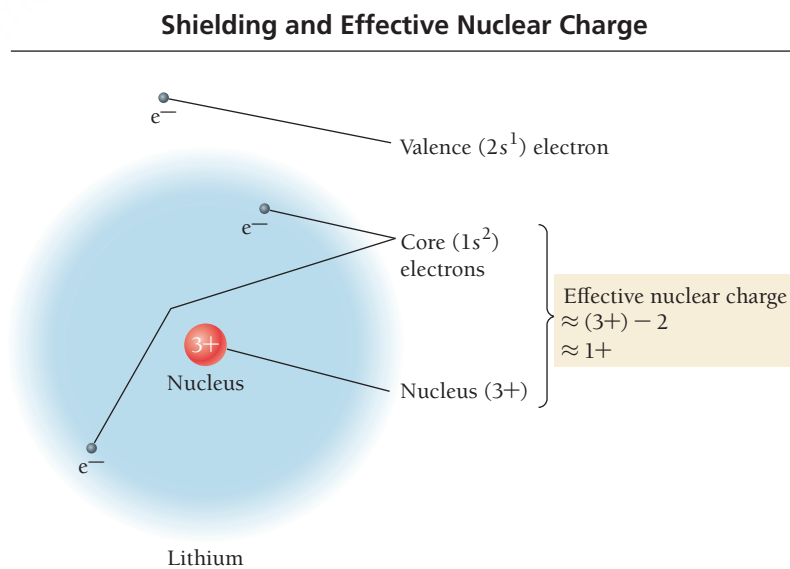 Shielding and Effective Nuclear Charge
e−
Valence (2s¹) electron
e−
Core (1s²)
electrons
Effective nuclear charge
≈ (3+) − 2
≈ 1+
3+
Nucleus
Nucleus (3+)
e−
Lithium